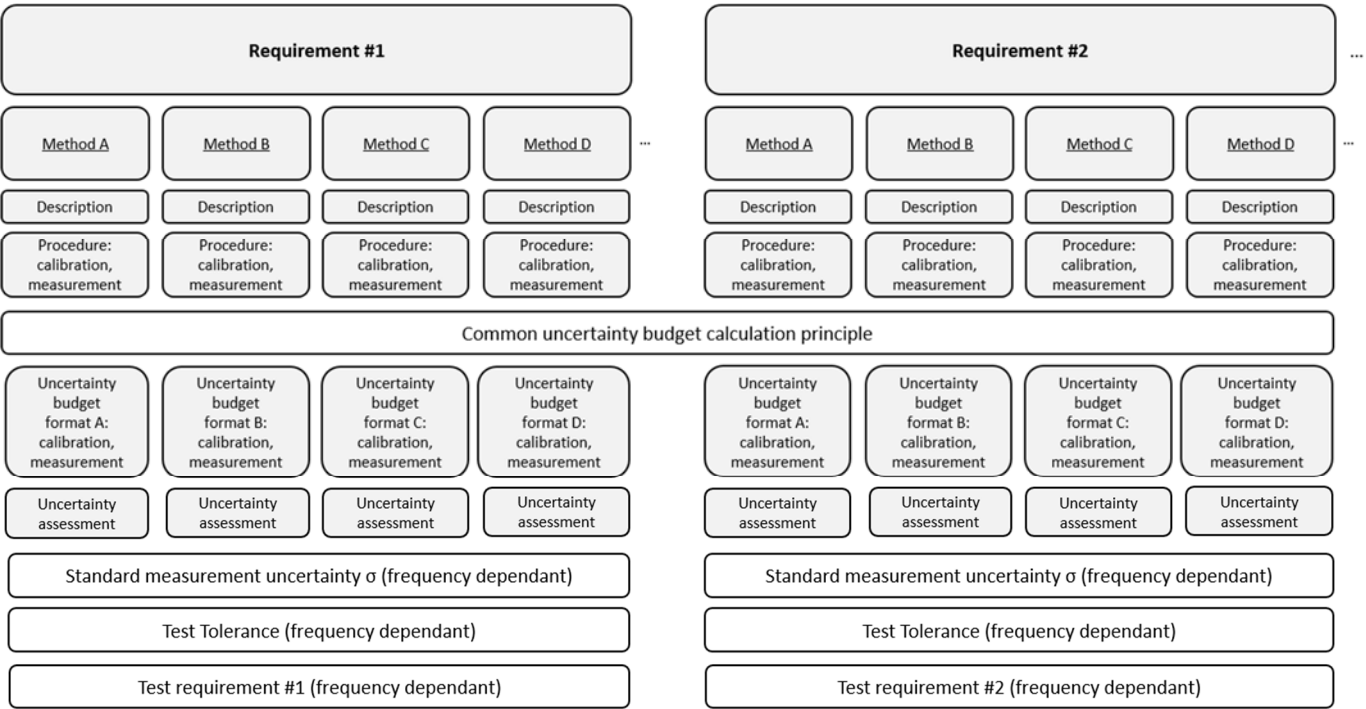 Requirement #1
Requirement #2
...
Method A
Method B
Method C
Method D
...
Method A
Method B
Method C
Method D
...
Description
Description
Description
Description
Description
Description
Description
Description
Procedure:
calibration,
measurement
Procedure:
calibration,
measurement
Procedure:
calibration,
measurement
Procedure:
calibration,
measurement
Procedure:
calibration,
measurement
Procedure:
calibration,
measurement
Procedure:
calibration,
measurement
Procedure:
calibration,
measurement
Common uncertainty budget calculation principle
Uncertainty
budget
format A:
calibration,
measurement
Uncertainty
budget
format B:
calibration,
measurement
Uncertainty
budget
format C:
calibration,
measurement
Uncertainty
budget
format D:
calibration,
measurement
Uncertainty
budget
format A:
calibration,
measurement
Uncertainty
budget
format B:
calibration,
measurement
Uncertainty
budget
format C:
calibration,
measurement
Uncertainty
budget
format D:
calibration,
measurement
Uncertainty
assessment
Uncertainty
assessment
Uncertainty
assessment
Uncertainty
assessment
Uncertainty
assessment
Uncertainty
assessment
Uncertainty
assessment
Uncertainty
assessment
Standard measurement uncertainty σ (frequency dependant)
Standard measurement uncertainty σ (frequency dependant)
Test Tolerance (frequency dependant)
Test Tolerance (frequency dependant)
Test requirement #1 (frequency dependant)
Test requirement #2 (frequency dependant)